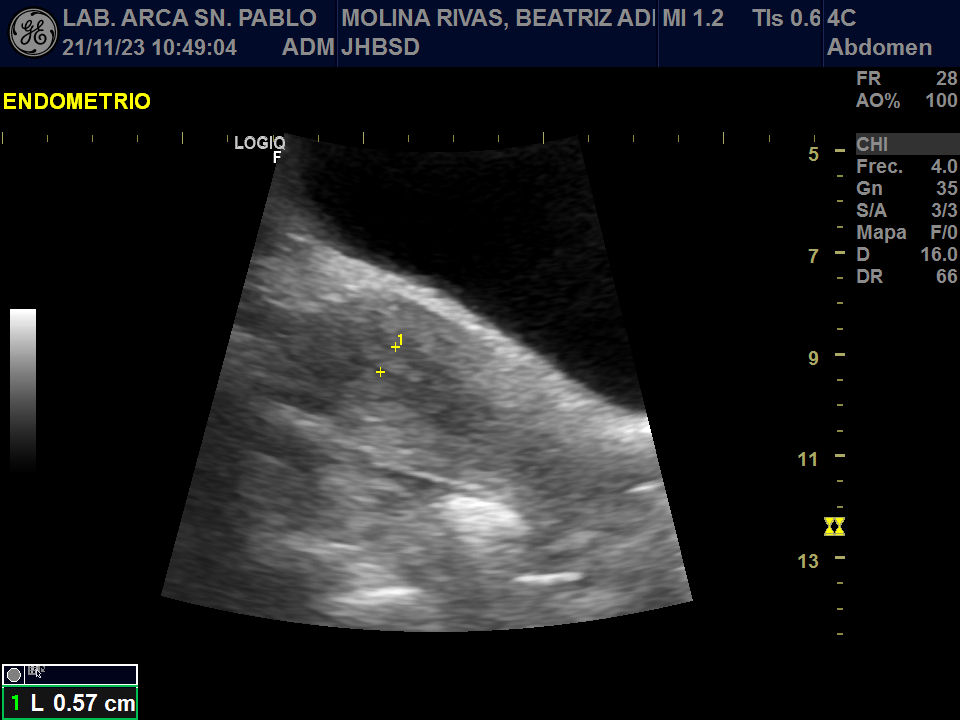 LAB. ARCA SN. PABLO
21/11/23 10:49:04 ADM
MOLINA RIVAS, BEATRIZ ADI
JHBSD
MI 1.2 TIs 0.6
4C
Abdomen
ENDOMETRIO
LOGIQ
F
FR 28
AO% 100
CHI
Frec. 4.0
Gn 35
S/A 3/3
Mapa F/0
D 16.0
DR 66
5
7
9
11
13
1
1 L 0.57 cm